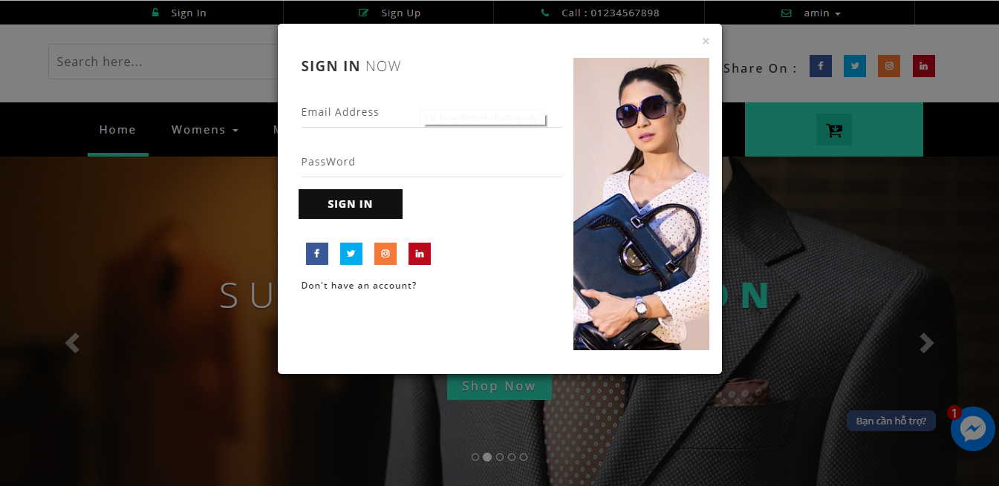 Sign In
Sign Up
Call : 01234567898
amin
Search here...
Share On :
Home
Womens
SIGN IN NOW
Email Address
Vui lòng điền vào trường này.
PassWord
SIGN IN
Don't have an account?
SU
ON
Shop Now
Bạn cần hỗ trợ?
1